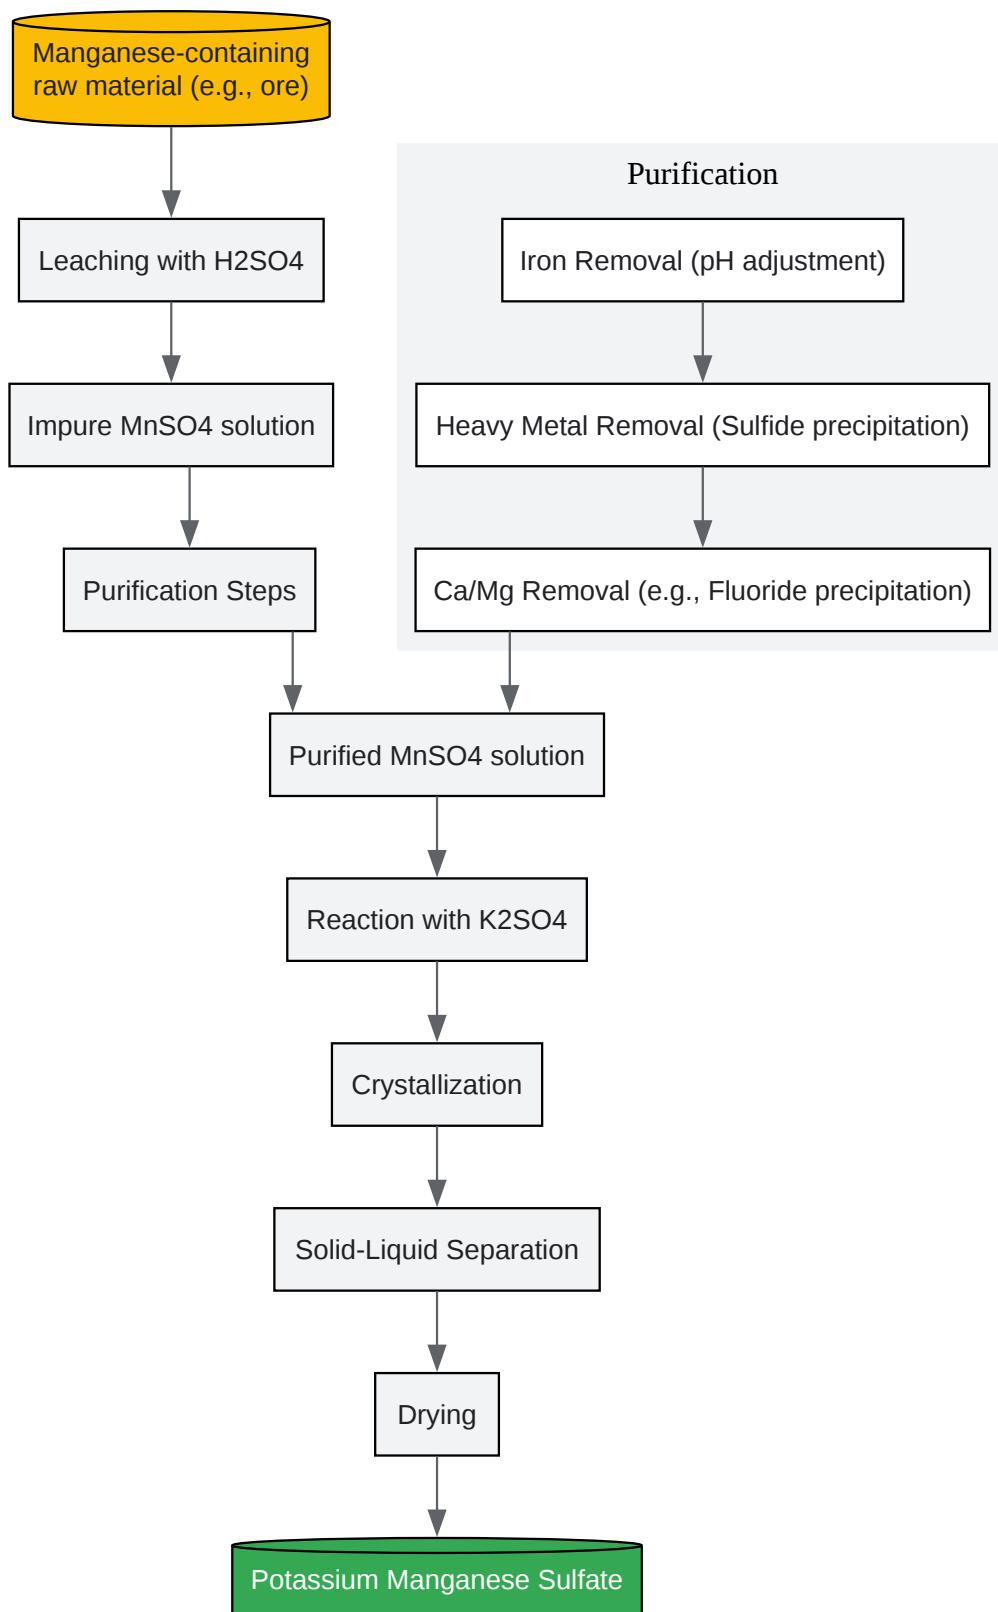 Manganese-containing
raw material (e.g., ore)
Purification
Leaching with H2SO4
Iron Removal (pH adjustment)
Impure MnSO4 solution
Heavy Metal Removal (Sulfide precipitation)
Purification Steps
Ca/Mg Removal (e.g., Fluoride precipitation)
Purified MnSO4 solution
Reaction with K2SO4
Crystallization
Solid-Liquid Separation
Drying
Potassium Manganese Sulfate